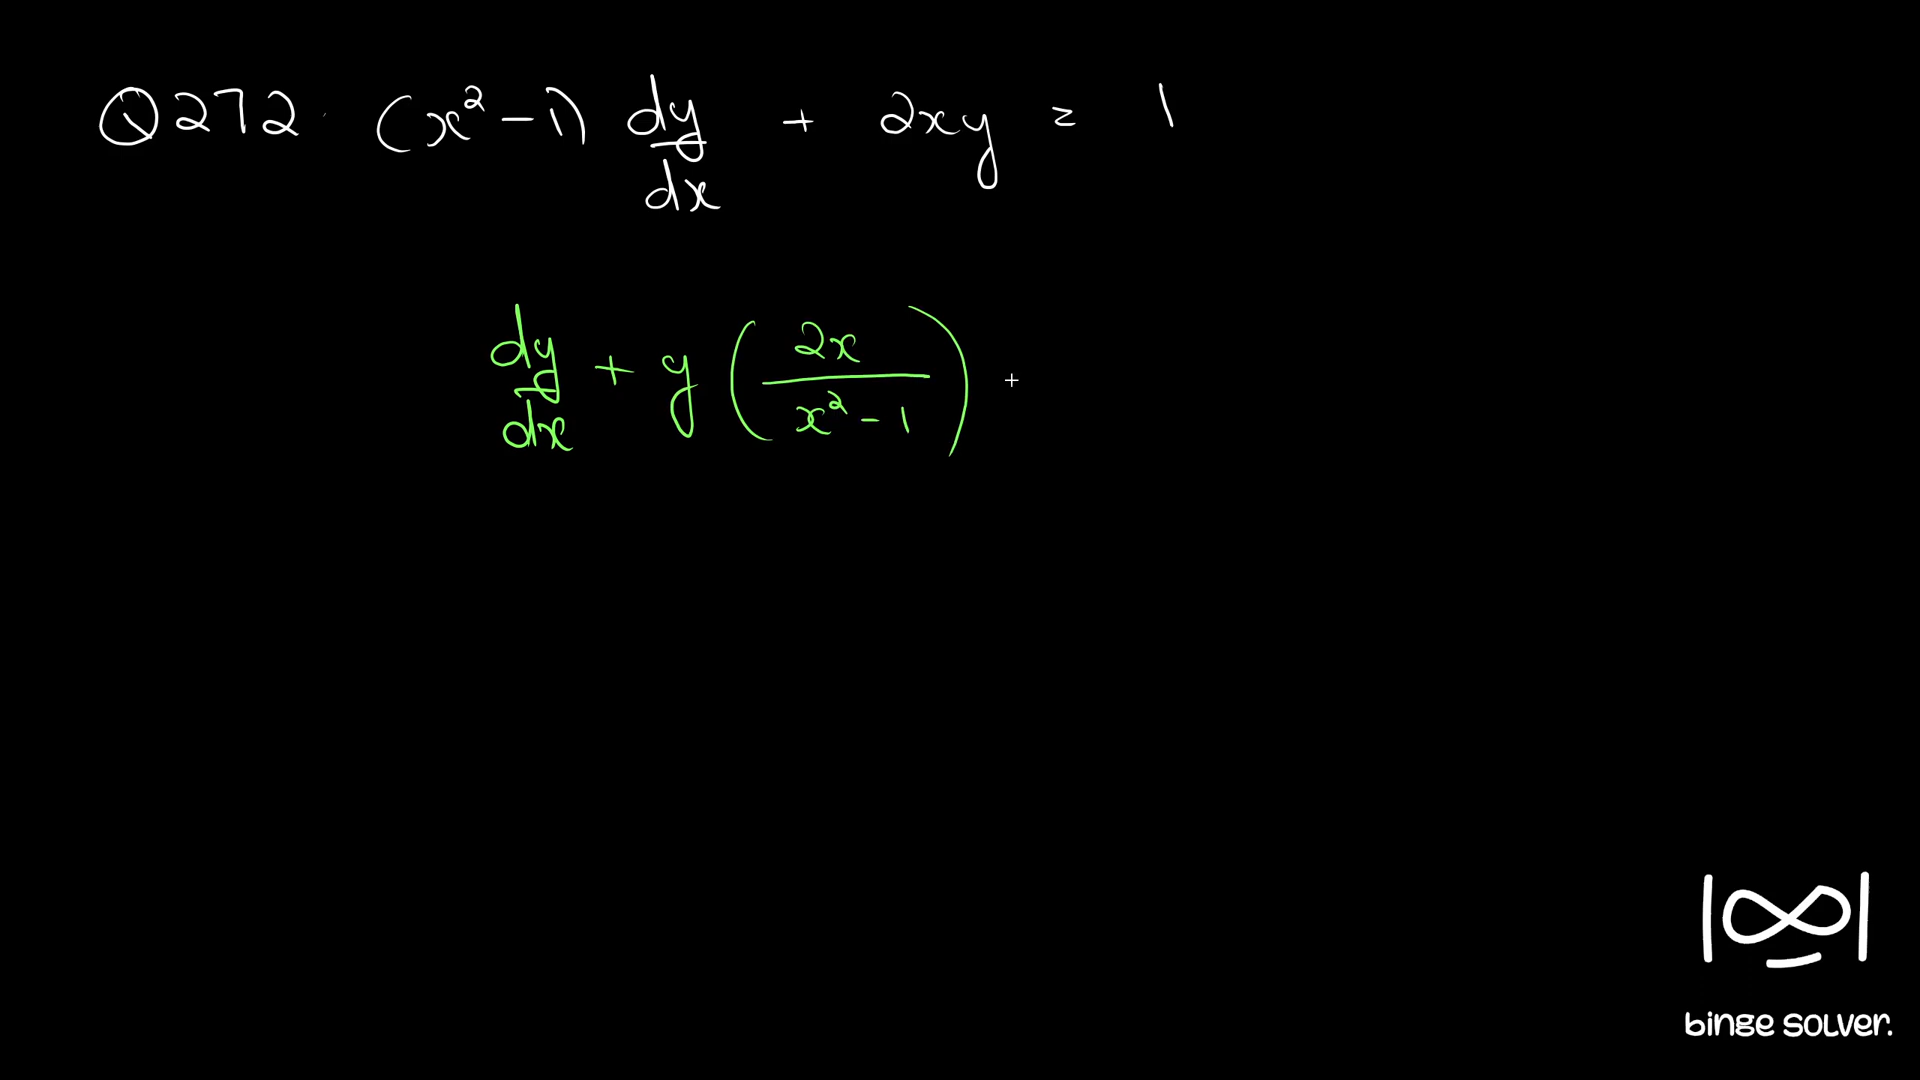 Q272. (x² - 1) dy/dx + 2xy = 1
dy/dx + y (2x / x² - 1)
binge solver.